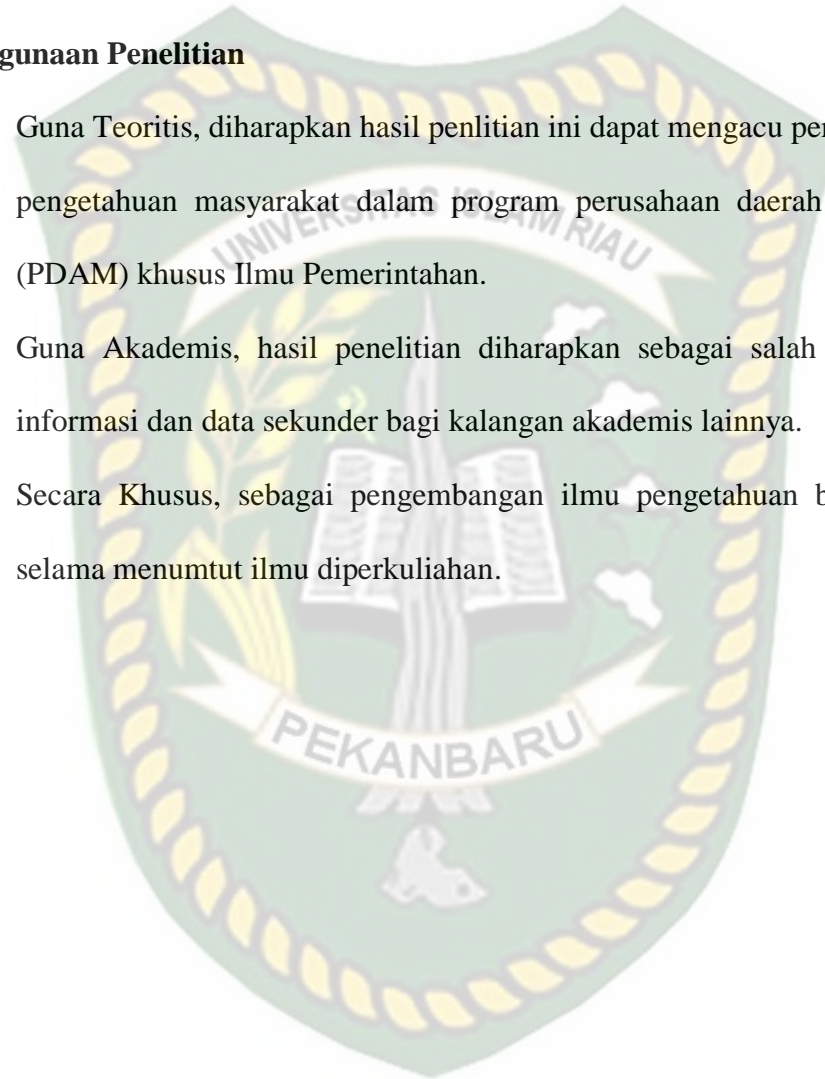 gunaan Penelitian
Guna Teoritis, diharapkan hasil penlitian ini dapat mengacu per
pengetahuan masyarakat dalam program perusahaan daerah
UNIVERSITAS ISLAM RIAU
(PDAM) khusus Ilmu Pemerintahan.
Guna Akademis, hasil penelitian diharapkan sebagai salah
informasi dan data sekunder bagi kalangan akademis lainnya.
Secara Khusus, sebagai pengembangan ilmu pengetahuan b
selama menumtut ilmu diperkuliahan.
PEKANBARU